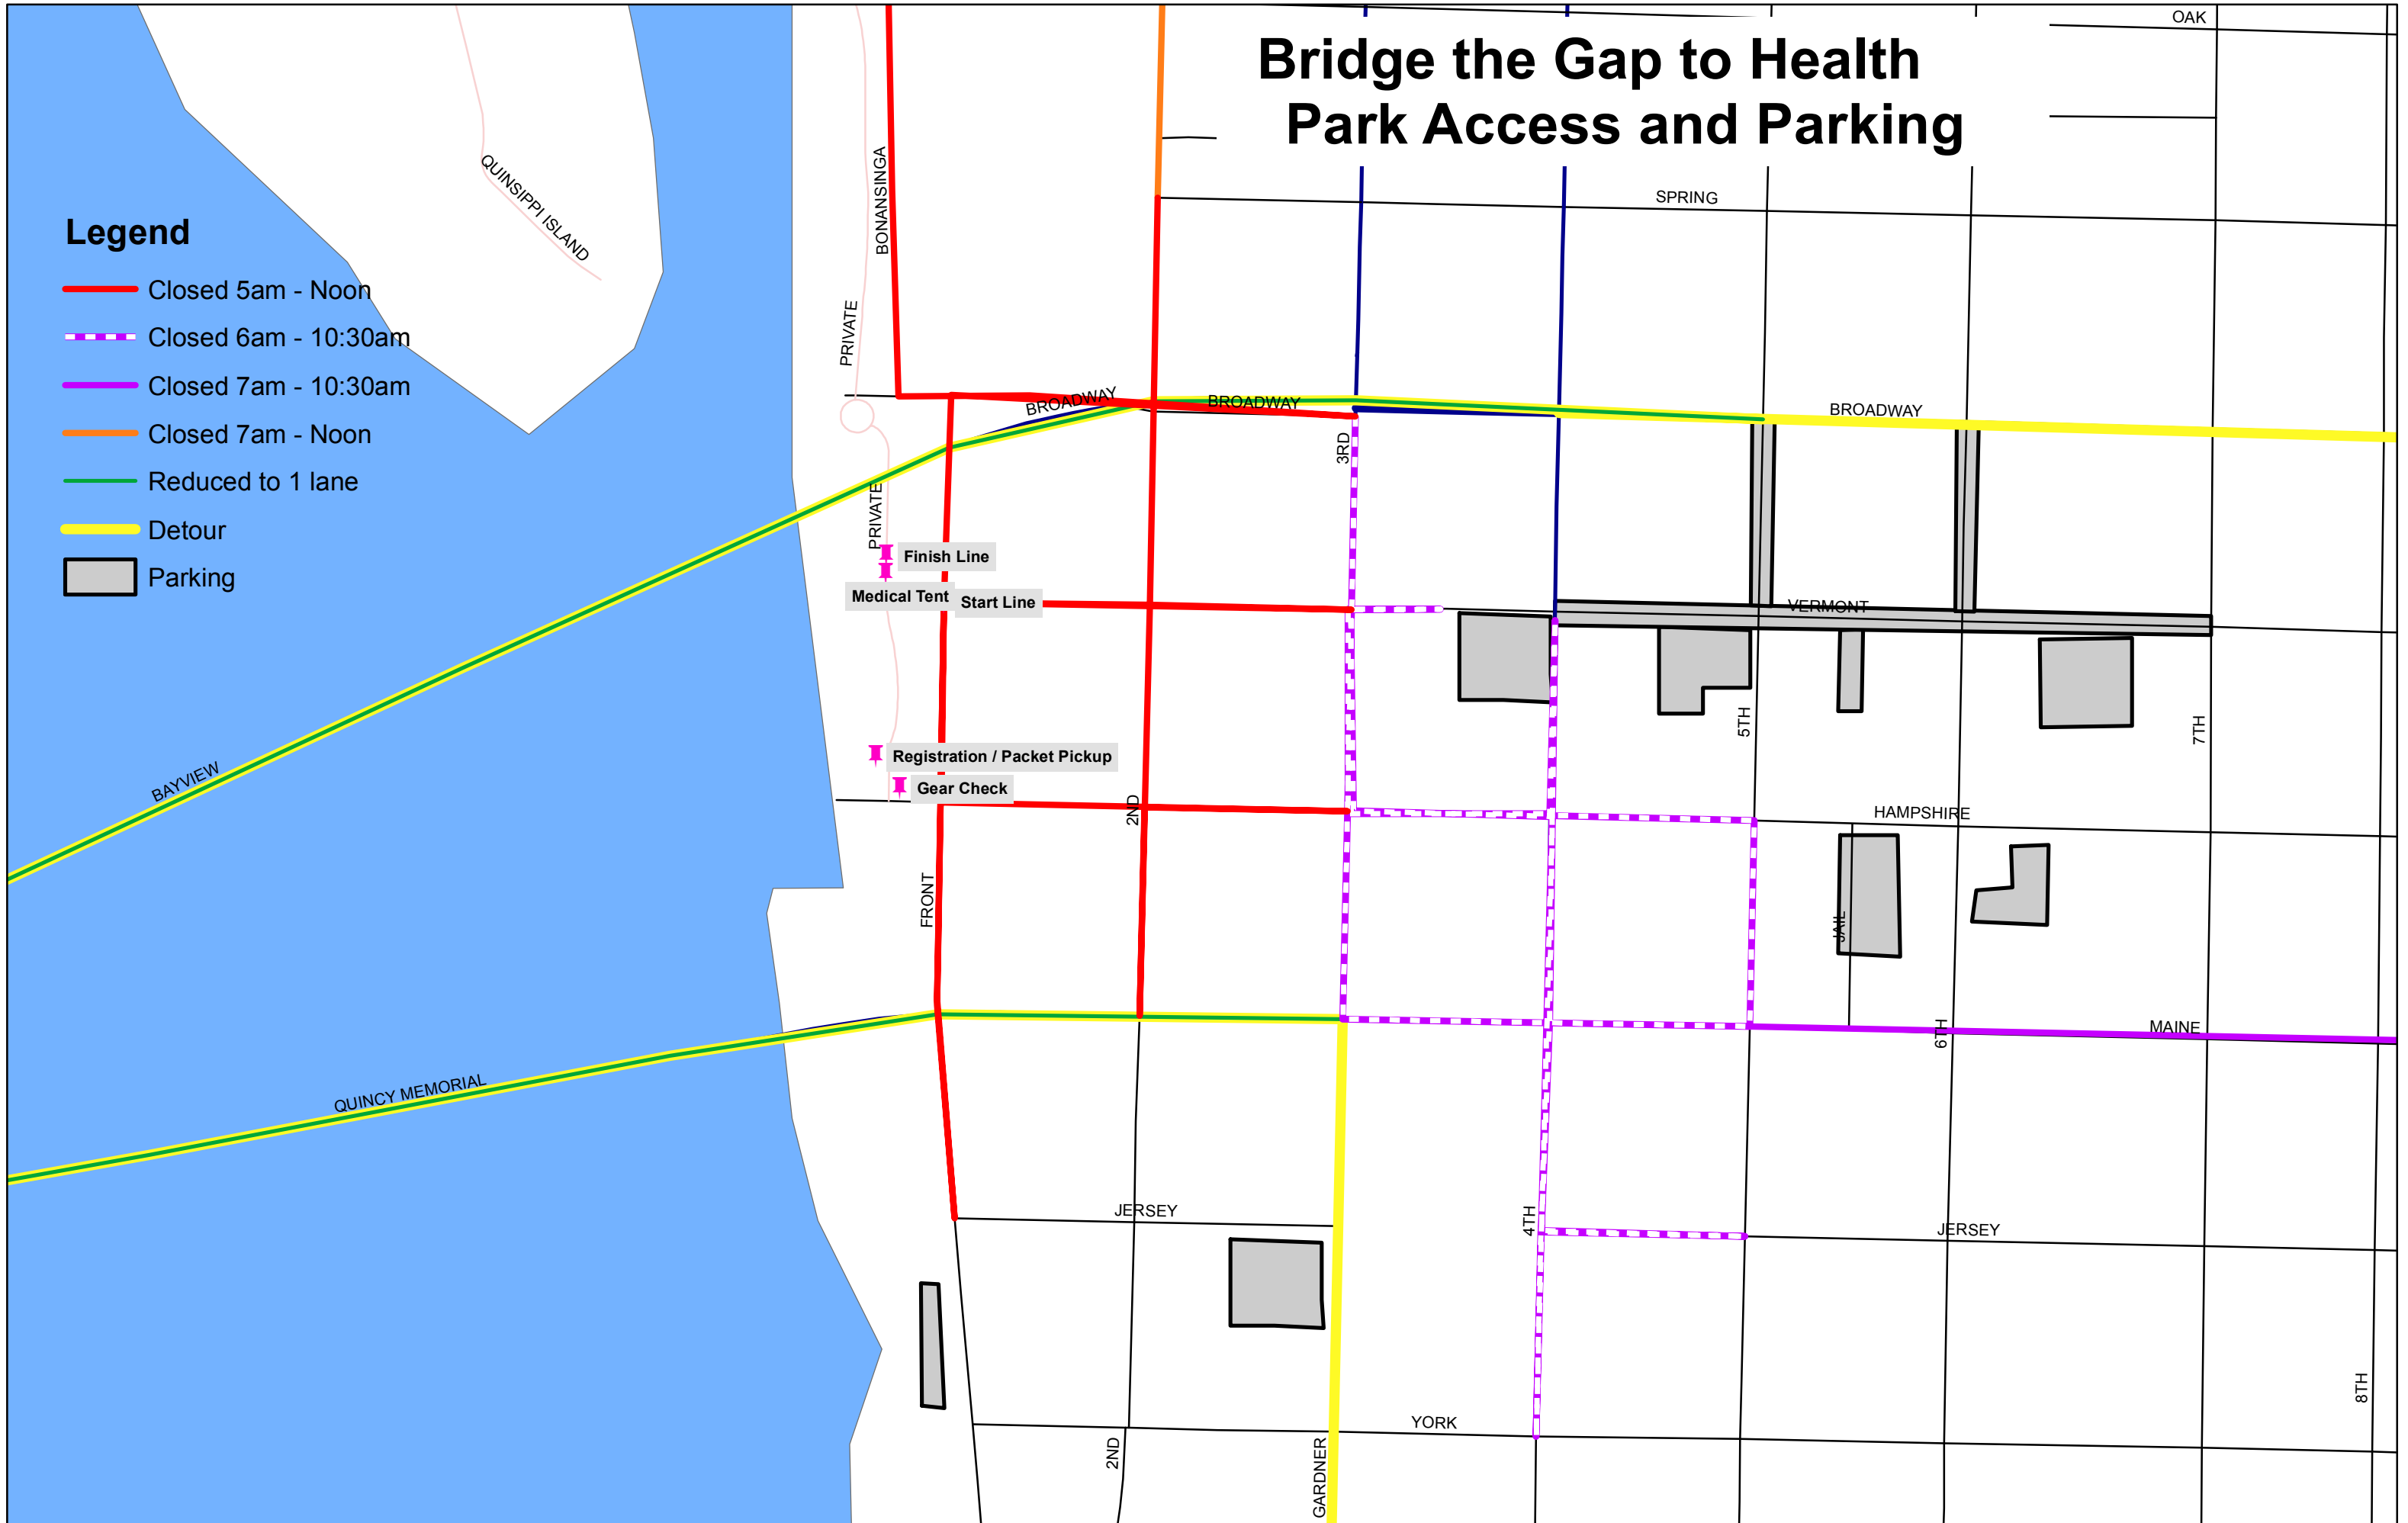 OAK
Bridge the Gap to Health
Park Access and Parking
QUINSIPPI ISLAND
BONANSINGA
SPRING
Legend
Closed 5am - Noon
Closed 6am - 10:30am
Closed 7am - 10:30am
Closed 7am - Noon
Reduced to 1 lane
Detour
Parking
PRIVATE
BROADWAY
BROADWAY
BROADWAY
3RD
PRIVATE
Finish Line
Medical Tent
Start Line
VERMONT
5TH
7TH
Registration / Packet Pickup
Gear Check
BAYVIEW
2ND
HAMPSHIRE
FRONT
JAIL
6TH
MAINE
QUINCY MEMORIAL
JERSEY
4TH
JERSEY
8TH
YORK
2ND
GARDNER